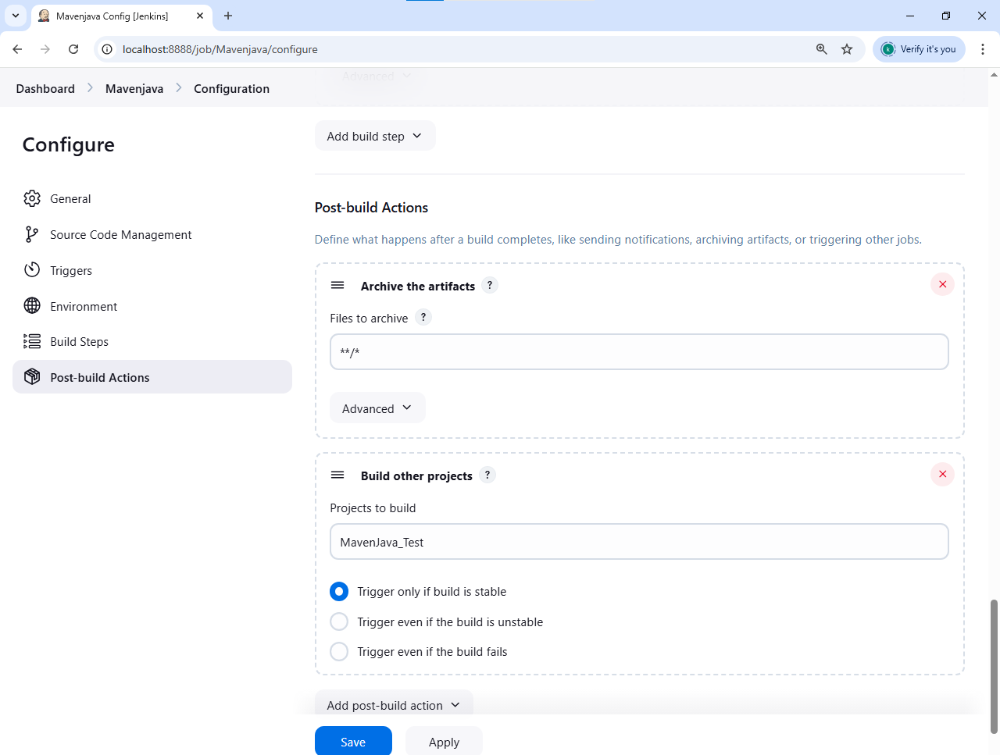 Mavenjava Config [Jenkins]
localhost:8888/job/Mavenjava/configure
k
Verify it's you
Advanced
Dashboard
Mavenjava
Configuration
Configure
General
Source Code Management
Triggers
Environment
Build Steps
Post-build Actions
Add build step
Post-build Actions
Define what happens after a build completes, like sending notifications, archiving artifacts, or triggering other jobs.
Archive the artifacts ?
Files to archive ?
**/*
Advanced
Build other projects ?
Projects to build
MavenJava_Test
Trigger only if build is stable
Trigger even if the build is unstable
Trigger even if the build fails
Add post-build action
Save
Apply